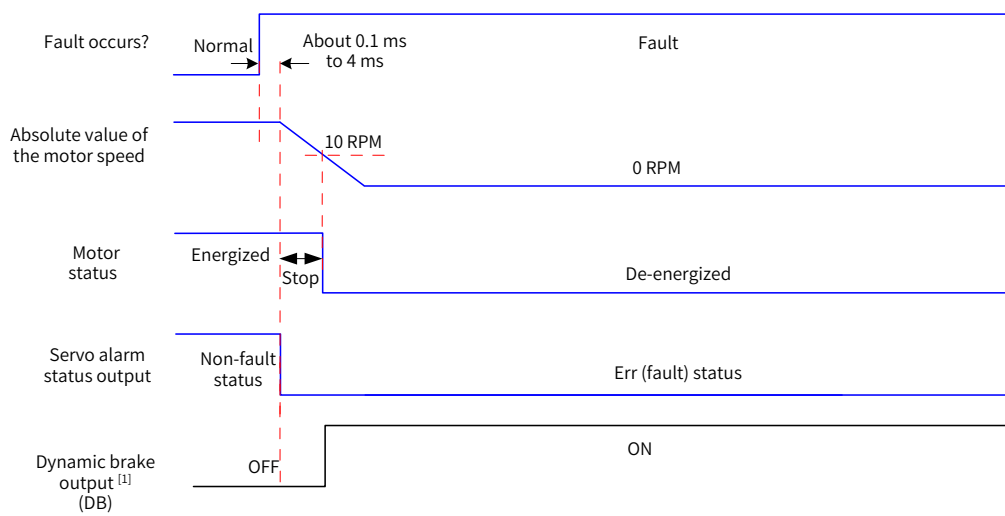 Fault occurs?
Normal
About 0.1 ms
to 4 ms
Fault
Absolute value of
the motor speed
10 RPM
0 RPM
Motor
status
Energized
Stop
De-energized
Servo alarm
status output
Non-fault
status
Err (fault) status
Dynamic brake
output [1]
(DB)
OFF
ON